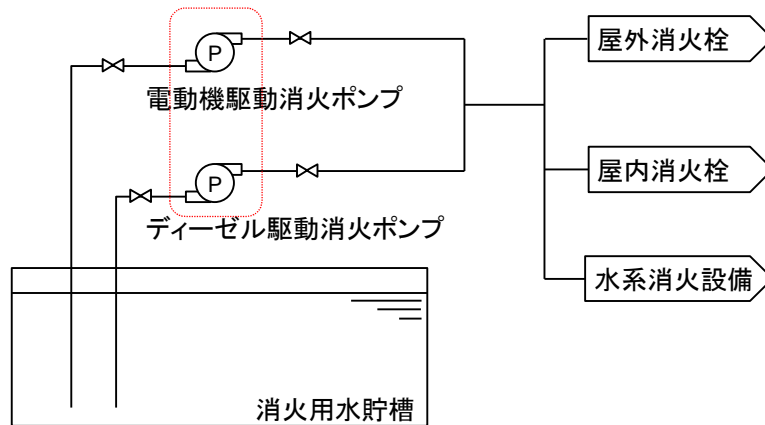 P
屋外消火栓
電動機駆動消火ポンプ
P
屋内消火栓
ディーゼル駆動消火ポンプ
水系消火設備
消火用水貯槽